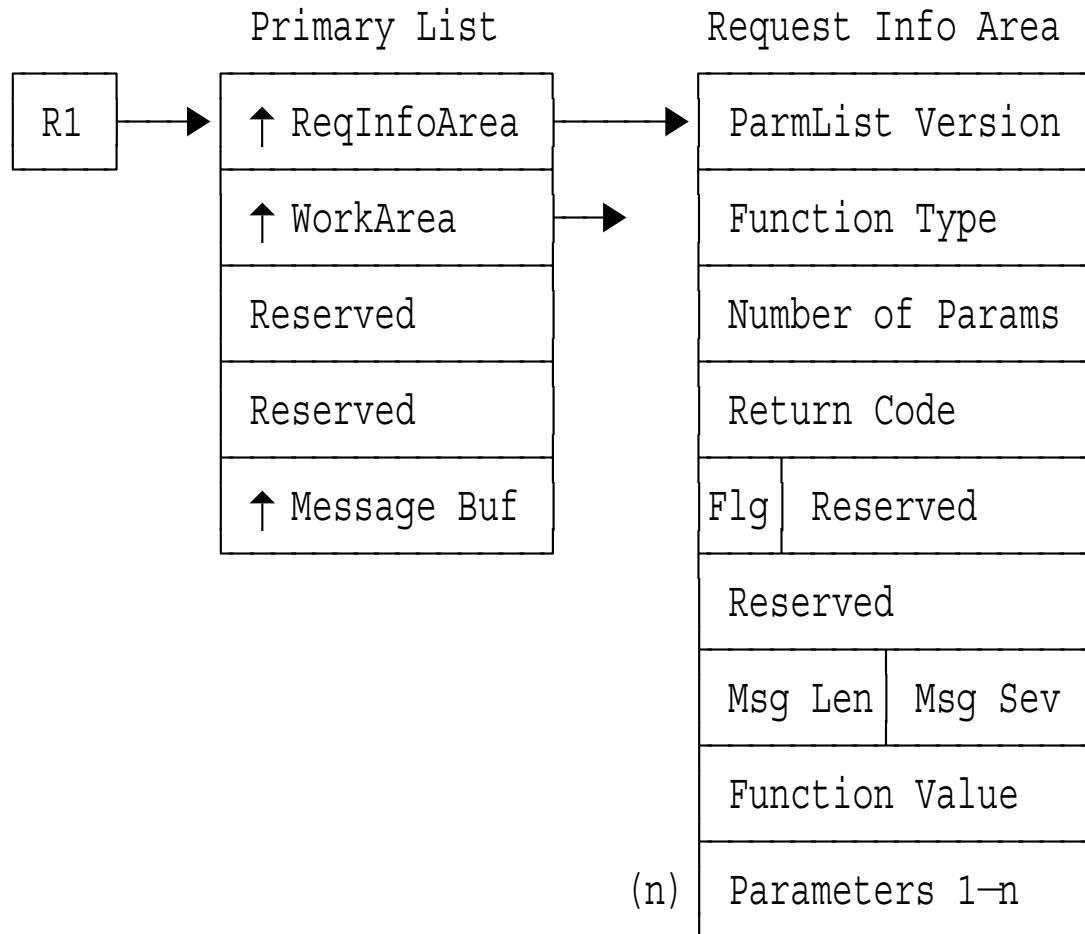 Primary List Request Info Area
R1 ↑ ReqInfoArea ParmList Version
↑ WorkArea Function Type
Reserved Number of Params
Reserved Return Code
↑ Message Buf Flg Reserved
Reserved
Msg Len Msg Sev
Function Value
(n) Parameters 1—n